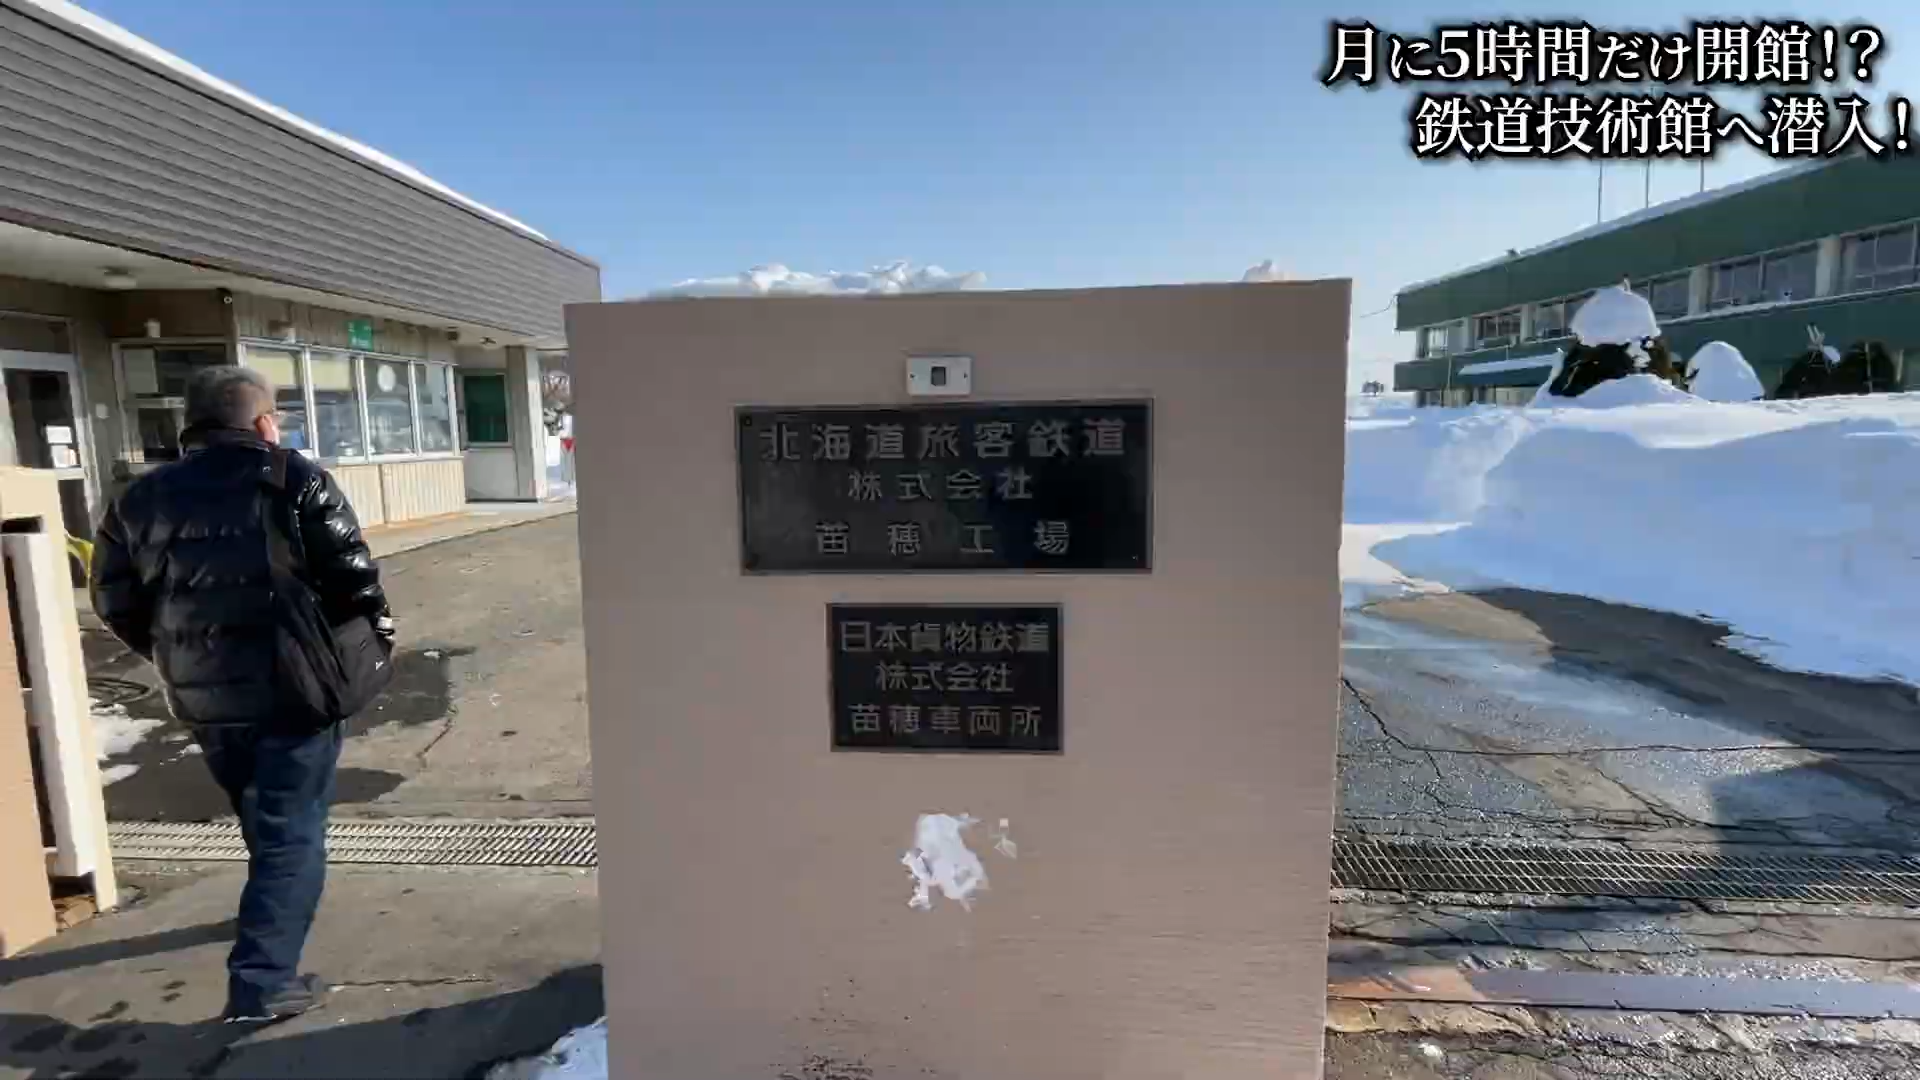 月に5時間だけ開館!?
鉄道技術館へ潜入!
北海道旅客鉄道
株式会社
苗穂工場
日本貨物鉄道
株式会社
苗穂車両所